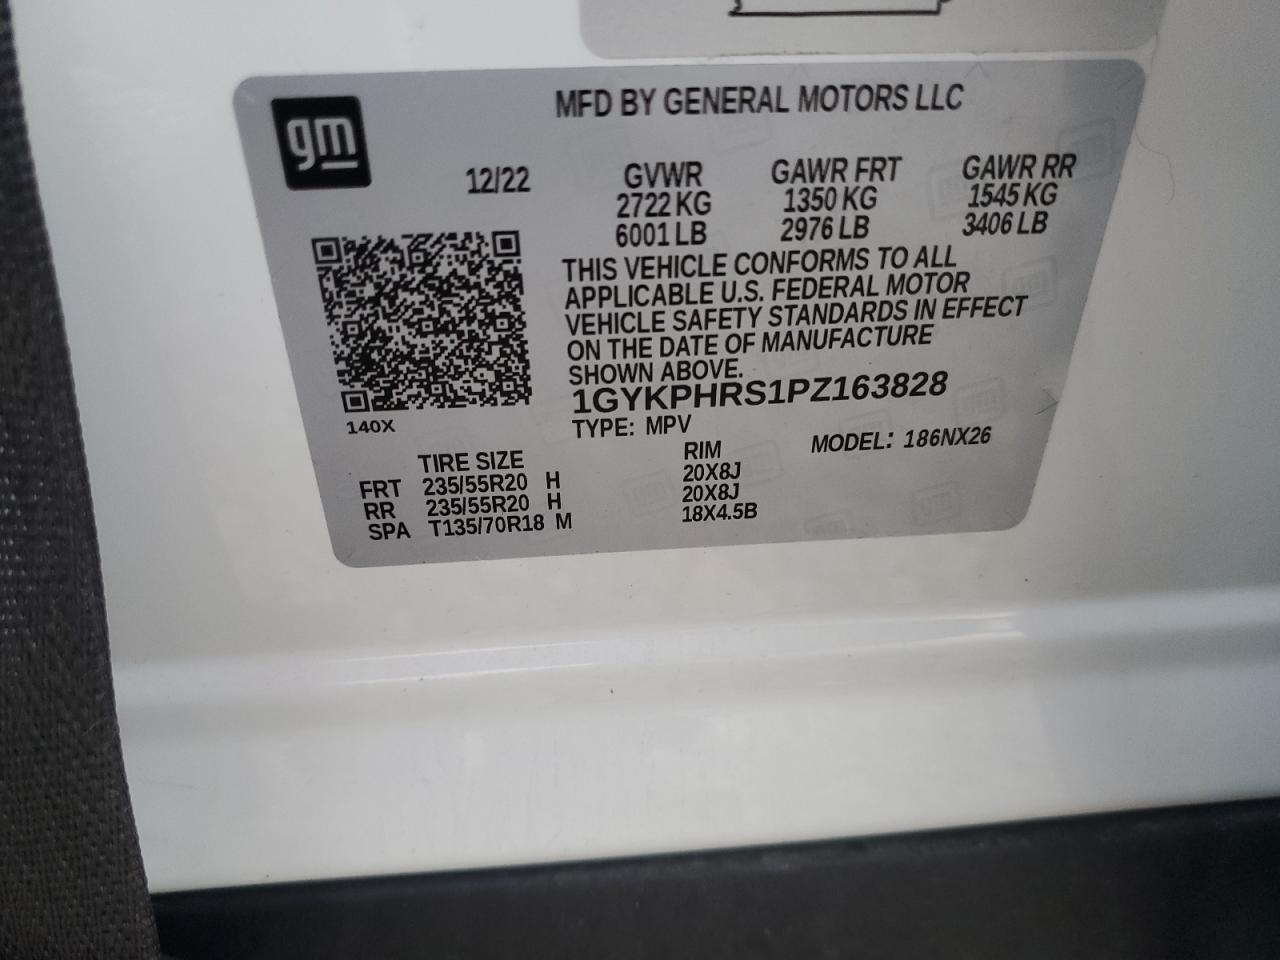 gm
MFD BY GENERAL MOTORS LLC
12/22
GVWR GAWR FRT GAWR RR
2722 KG 1350 KG 1545 KG
6001 LB 2976 LB 3406 LB
THIS VEHICLE CONFORMS TO ALL
APPLICABLE U.S. FEDERAL MOTOR
VEHICLE SAFETY STANDARDS IN EFFECT
ON THE DATE OF MANUFACTURE
SHOWN ABOVE.
1GYKPHRS1PZ163828
140X
TYPE: MPV
MODEL: 186NX26
TIRE SIZE RIM
FRT 235/55R20 H 20X8J
RR 235/55R20 H 20X8J
SPA T135/70R18 M 18X4.5B